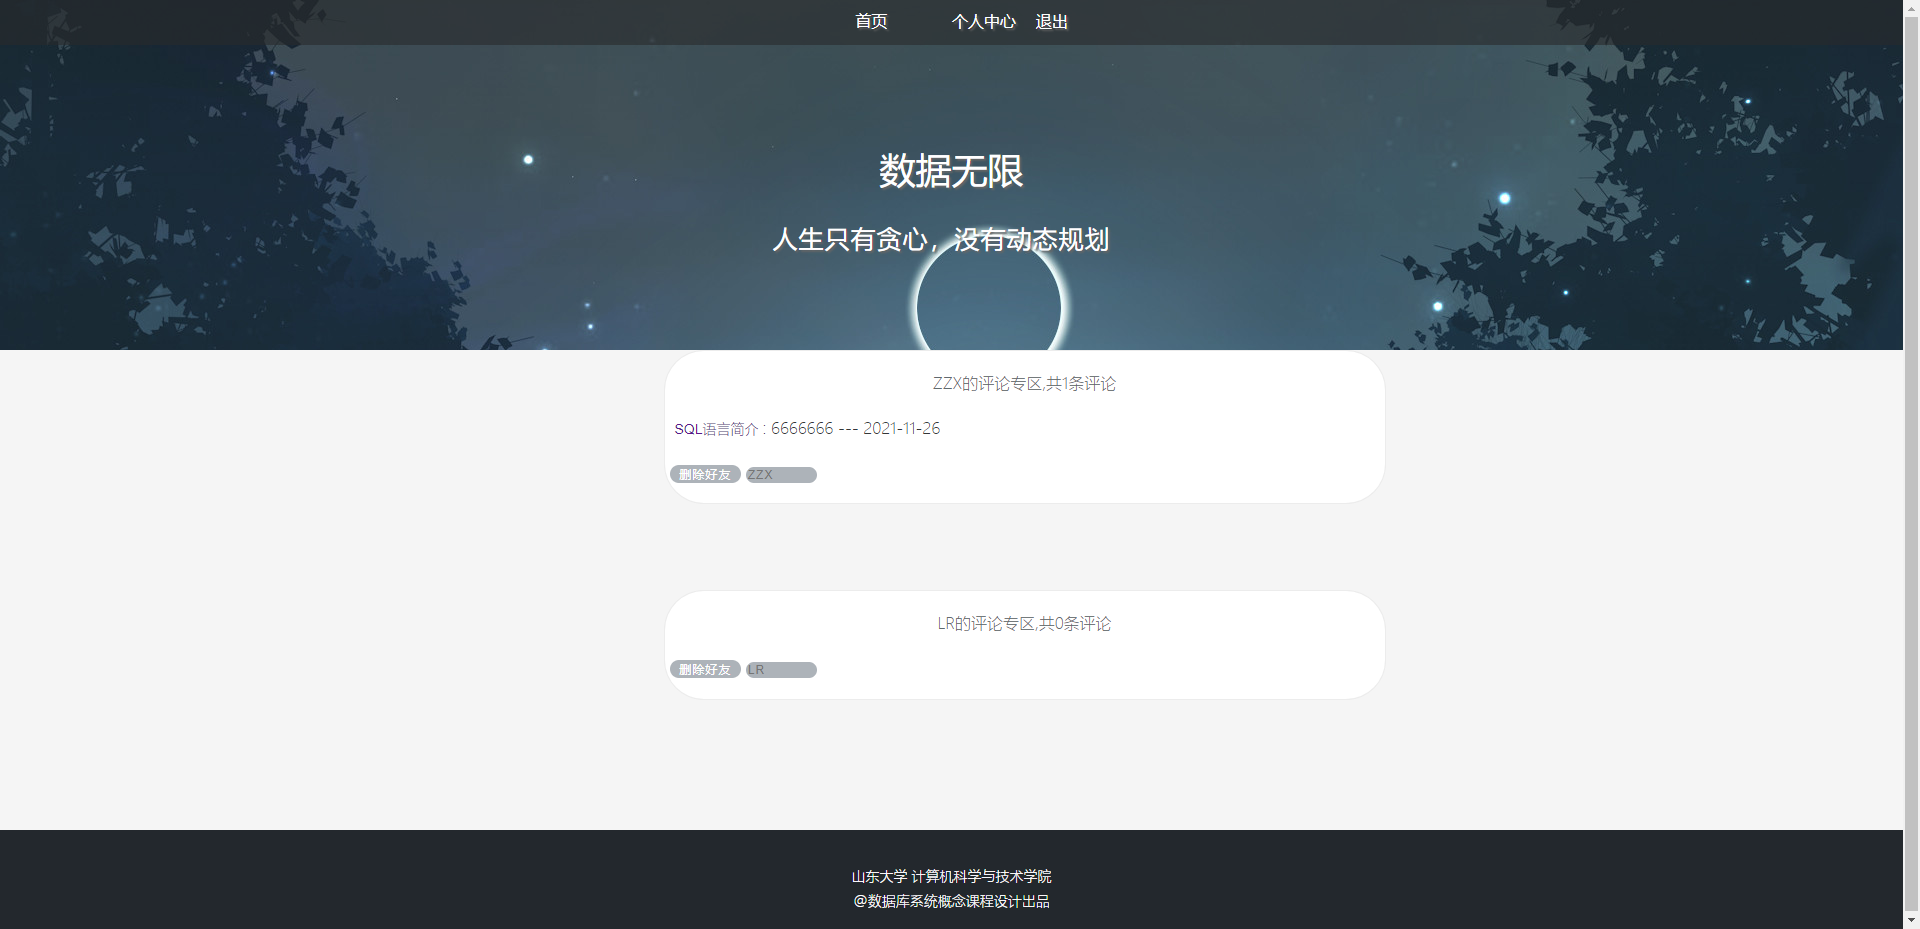 首页 个人中心 退出
数据无限
人生只有贪心，没有动态规划
ZZX的评论专区,共1条评论
SQL语言简介 : 6666666 --- 2021-11-26
删除好友 ZZX
LR的评论专区,共0条评论
删除好友 LR
山东大学 计算机科学与技术学院
@数据库系统概念课程设计出品